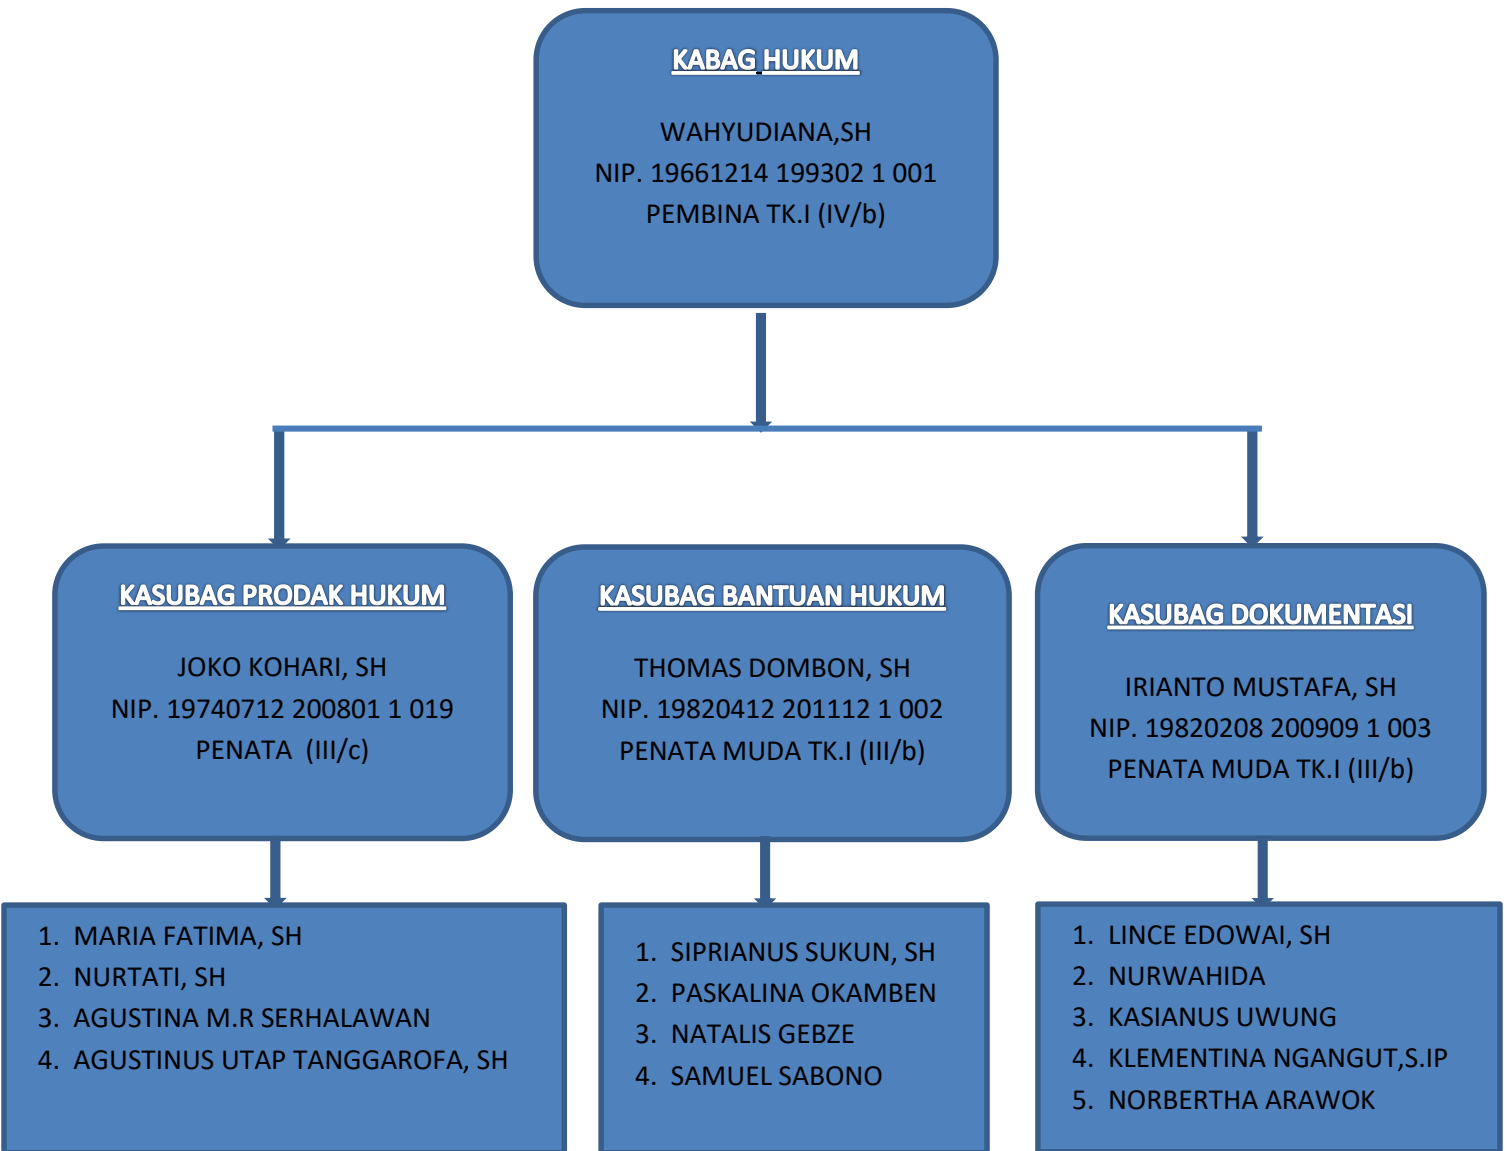 KABAG HUKUM
WAHYUDIANA,SH
NIP. 19661214 199302 1 001
PEMBINA TK.I (IV/b)
KASUBAG PRODAK HUKUM
JOKO KOHARI, SH
NIP. 19740712 200801 1 019
PENATA (III/c)
KASUBAG BANTUAN HUKUM
THOMAS DOMBON, SH
NIP. 19820412 201112 1 002
PENATA MUDA TK.I (III/b)
KASUBAG DOKUMENTASI
IRIANTO MUSTAFA, SH
NIP. 19820208 200909 1 003
PENATA MUDA TK.I (III/b)
1. MARIA FATIMA, SH
2. NURTATI, SH
3. AGUSTINA M.R SERHALAWAN
4. AGUSTINUS UTAP TANGGAROFA, SH
1. SIPRIANUS SUKUN, SH
2. PASKALINA OKAMBEN
3. NATALIS GEBZE
4. SAMUEL SABONO
1. LINCE EDOWAI, SH
2. NURWAHIDA
3. KASIANUS UWUNG
4. KLEMENTINA NGANGUT,S.IP
5. NORBERTHA ARAWOK